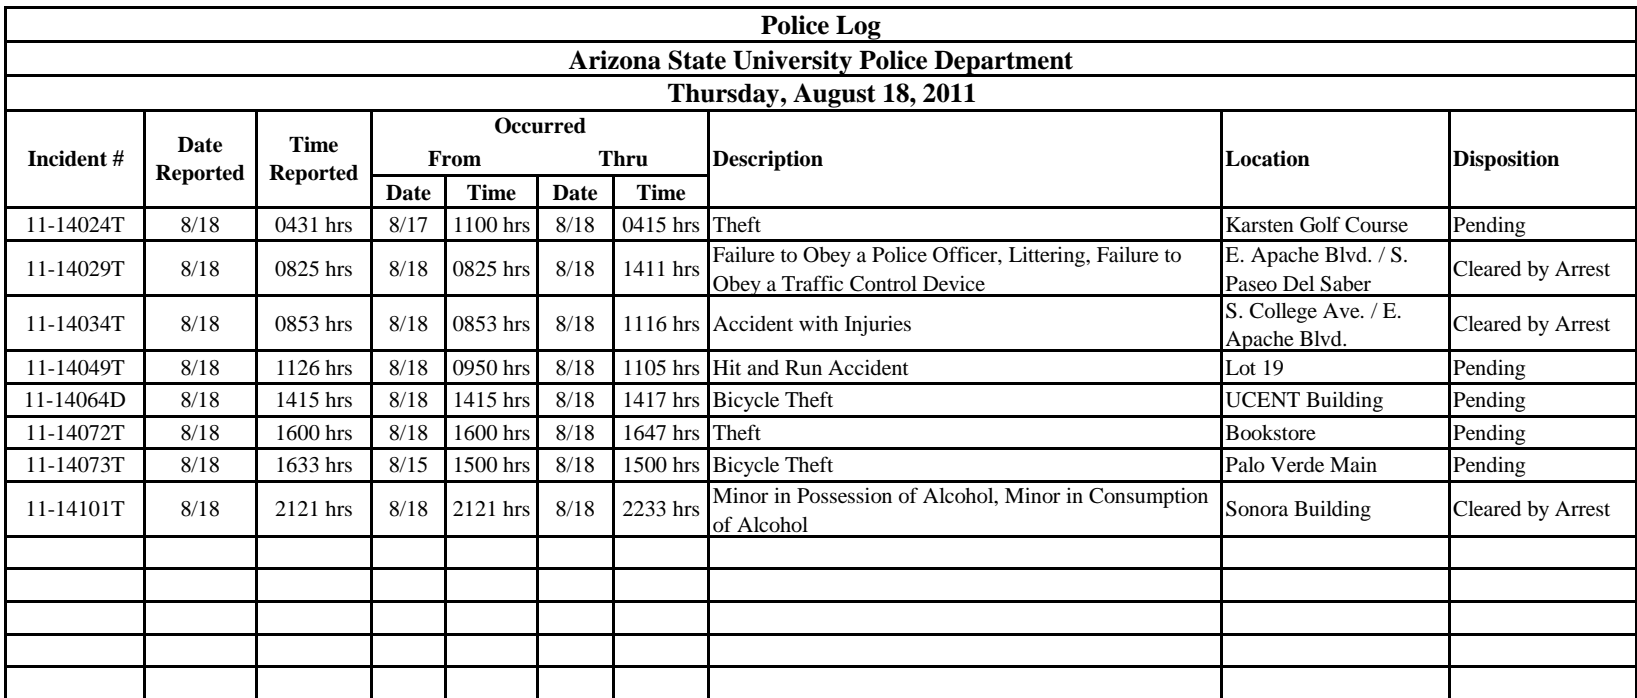 Police Log
Arizona State University Police Department
Thursday, August 18, 2011
Incident # Date Reported Time Reported Occurred Description Location Disposition
From Thru
Date Time Date Time
11-14024T 8/18 0431 hrs 8/17 1100 hrs 8/18 0415 hrs Theft Karsten Golf Course Pending
11-14029T 8/18 0825 hrs 8/18 0825 hrs 8/18 1411 hrs Failure to Obey a Police Officer, Littering, Failure to Obey a Traffic Control Device E. Apache Blvd. / S. Paseo Del Saber Cleared by Arrest
11-14034T 8/18 0853 hrs 8/18 0853 hrs 8/18 1116 hrs Accident with Injuries S. College Ave. / E. Apache Blvd. Cleared by Arrest
11-14049T 8/18 1126 hrs 8/18 0950 hrs 8/18 1105 hrs Hit and Run Accident Lot 19 Pending
11-14064D 8/18 1415 hrs 8/18 1415 hrs 8/18 1417 hrs Bicycle Theft UCENT Building Pending
11-14072T 8/18 1600 hrs 8/18 1600 hrs 8/18 1647 hrs Theft Bookstore Pending
11-14073T 8/18 1633 hrs 8/15 1500 hrs 8/18 1500 hrs Bicycle Theft Palo Verde Main Pending
11-14101T 8/18 2121 hrs 8/18 2121 hrs 8/18 2233 hrs Minor in Possession of Alcohol, Minor in Consumption of Alcohol Sonora Building Cleared by Arrest